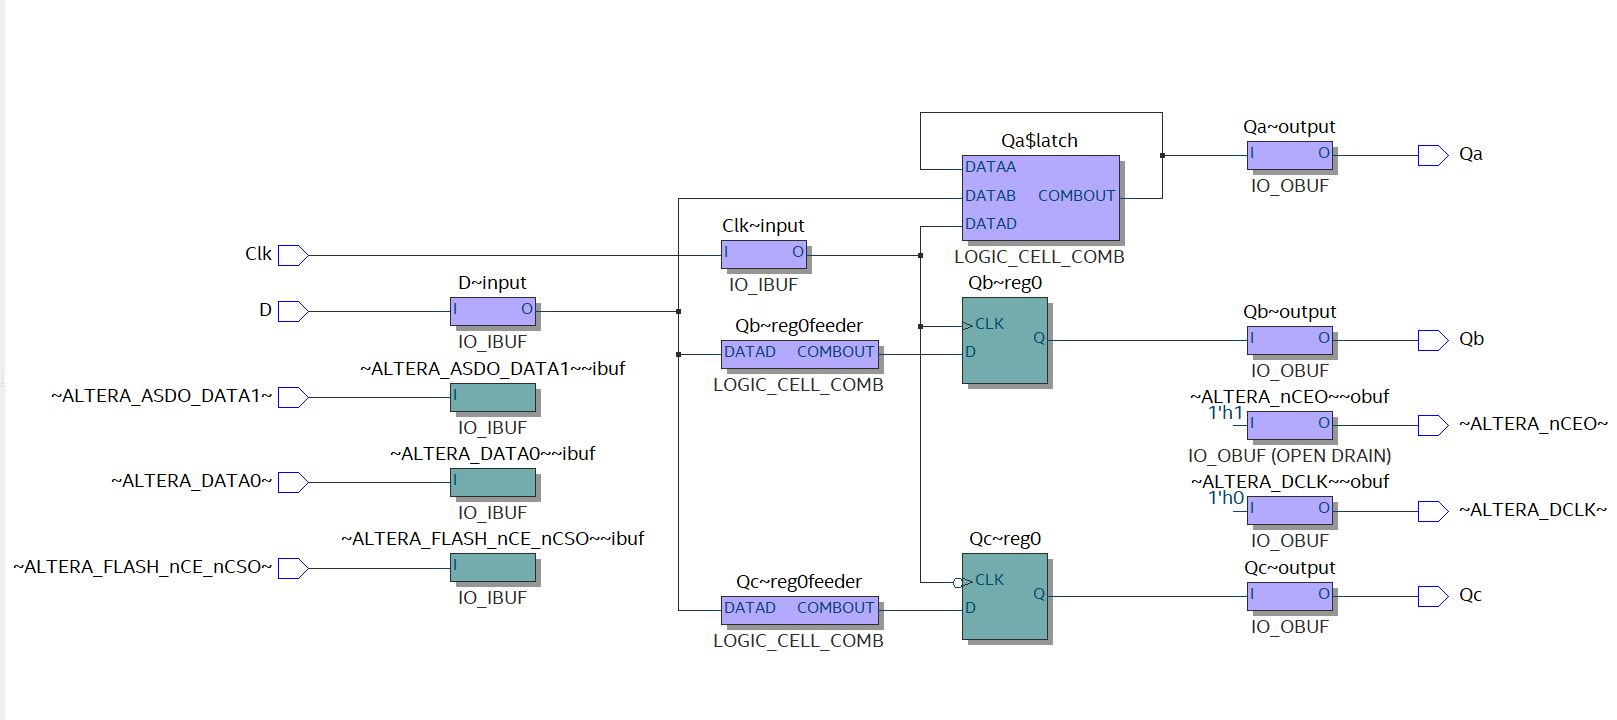 Qa~output
Qa$latch
I O
Qa
DATAA
IO_OBUF
DATAB COMBOUT
DATAD
Clk~input
Clk
I O
LOGIC_CELL_COMB
IO_IBUF
D~input
D
I O
IO_IBUF
Qb~reg0
CLK
Q
D
Qb~output
I O
Qb
IO_OBUF
Qb~reg0feeder
DATAD COMBOUT
LOGIC_CELL_COMB
~ALTERA_ASDO_DATA1~~ibuf
~ALTERA_ASDO_DATA1~
I
IO_IBUF
~ALTERA_nCEO~~obuf
1'h1
I O
~ALTERA_nCEO~
IO_OBUF (OPEN DRAIN)
~ALTERA_DATA0~~ibuf
~ALTERA_DATA0~
I
IO_IBUF
~ALTERA_DCLK~~obuf
1'h0
I O
~ALTERA_DCLK~
IO_OBUF
~ALTERA_FLASH_nCE_nCSO~~ibuf
~ALTERA_FLASH_nCE_nCSO~
I
IO_IBUF
Qc~reg0
CLK
Q
D
Qc~output
I O
Qc
IO_OBUF
Qc~reg0feeder
DATAD COMBOUT
LOGIC_CELL_COMB